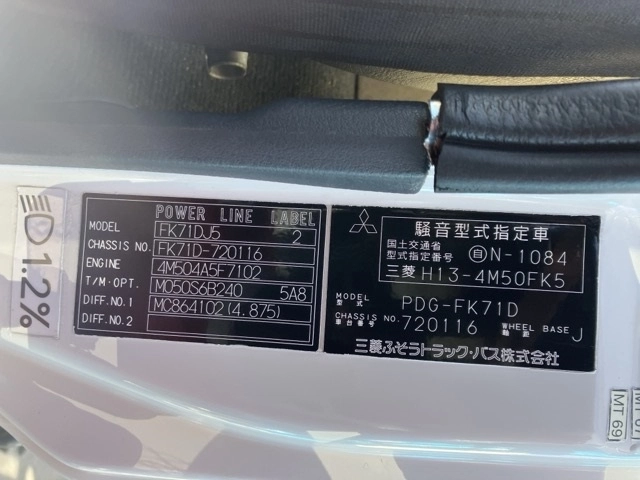 1.2%
POWER LINE LABEL
MODEL FK71DJ5 2
CHASSIS NO. FK71D-720116
ENGINE 4M504A5F7102
T/M·OPT. M050S6B240 5A8
DIFF.NO.1 MC864102(4.875)
DIFF.NO.2
騒音型式指定車
国土交通省
型式指定番号 自N-1084
三菱 H13-4M50FK5
MODEL
型式 PDG-FK71D
CHASSIS NO.
車台番号 720116 WHEEL BASE
軸距 J
三菱ふそうトラック・バス株式会社
MT 69